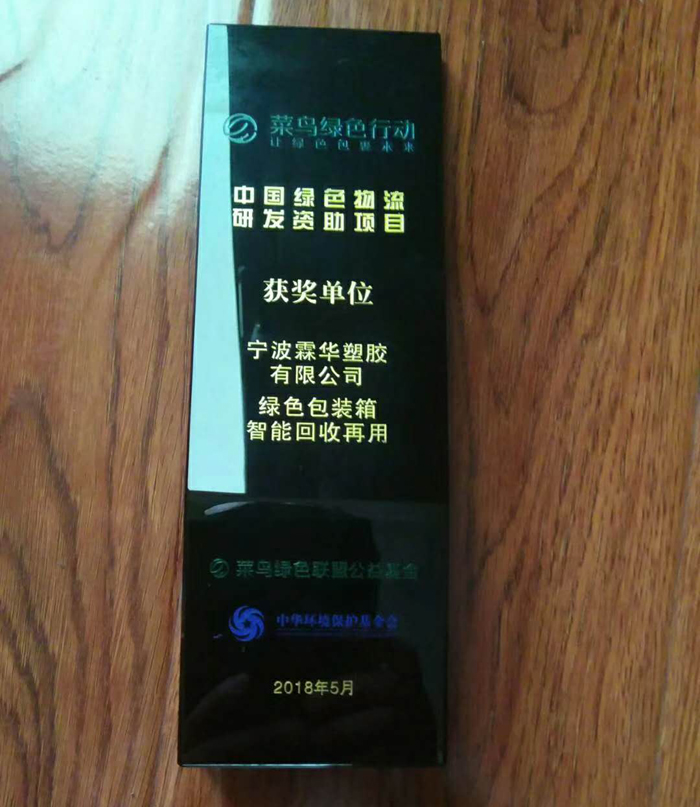 菜鸟绿色行动
让绿色包裹未来
中国绿色物流
研发资助项目
获奖单位
宁波霖华塑胶
有限公司
绿色包装箱
智能回收再用
菜鸟绿色联盟公益基金
中华环境保护基金会
2018年5月